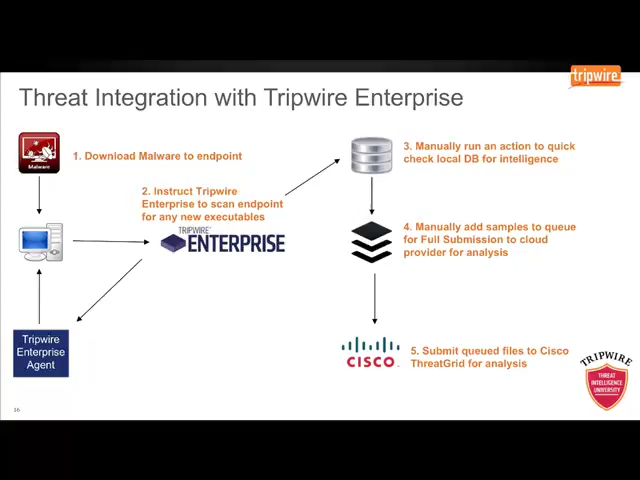 tripwire
Threat Integration with Tripwire Enterprise
Malware
1. Download Malware to endpoint
2. Instruct Tripwire
Enterprise to scan endpoint
for any new executables
TRIPWIRE
ENTERPRISE
3. Manually run an action to quick
check local DB for intelligence
4. Manually add samples to queue
for Full Submission to cloud
provider for analysis
Tripwire
Enterprise
Agent
CISCO
5. Submit queued files to Cisco
ThreatGrid for analysis
TRIPWIRE
THREAT
INTELLIGENCE
UNIVERSITY
16